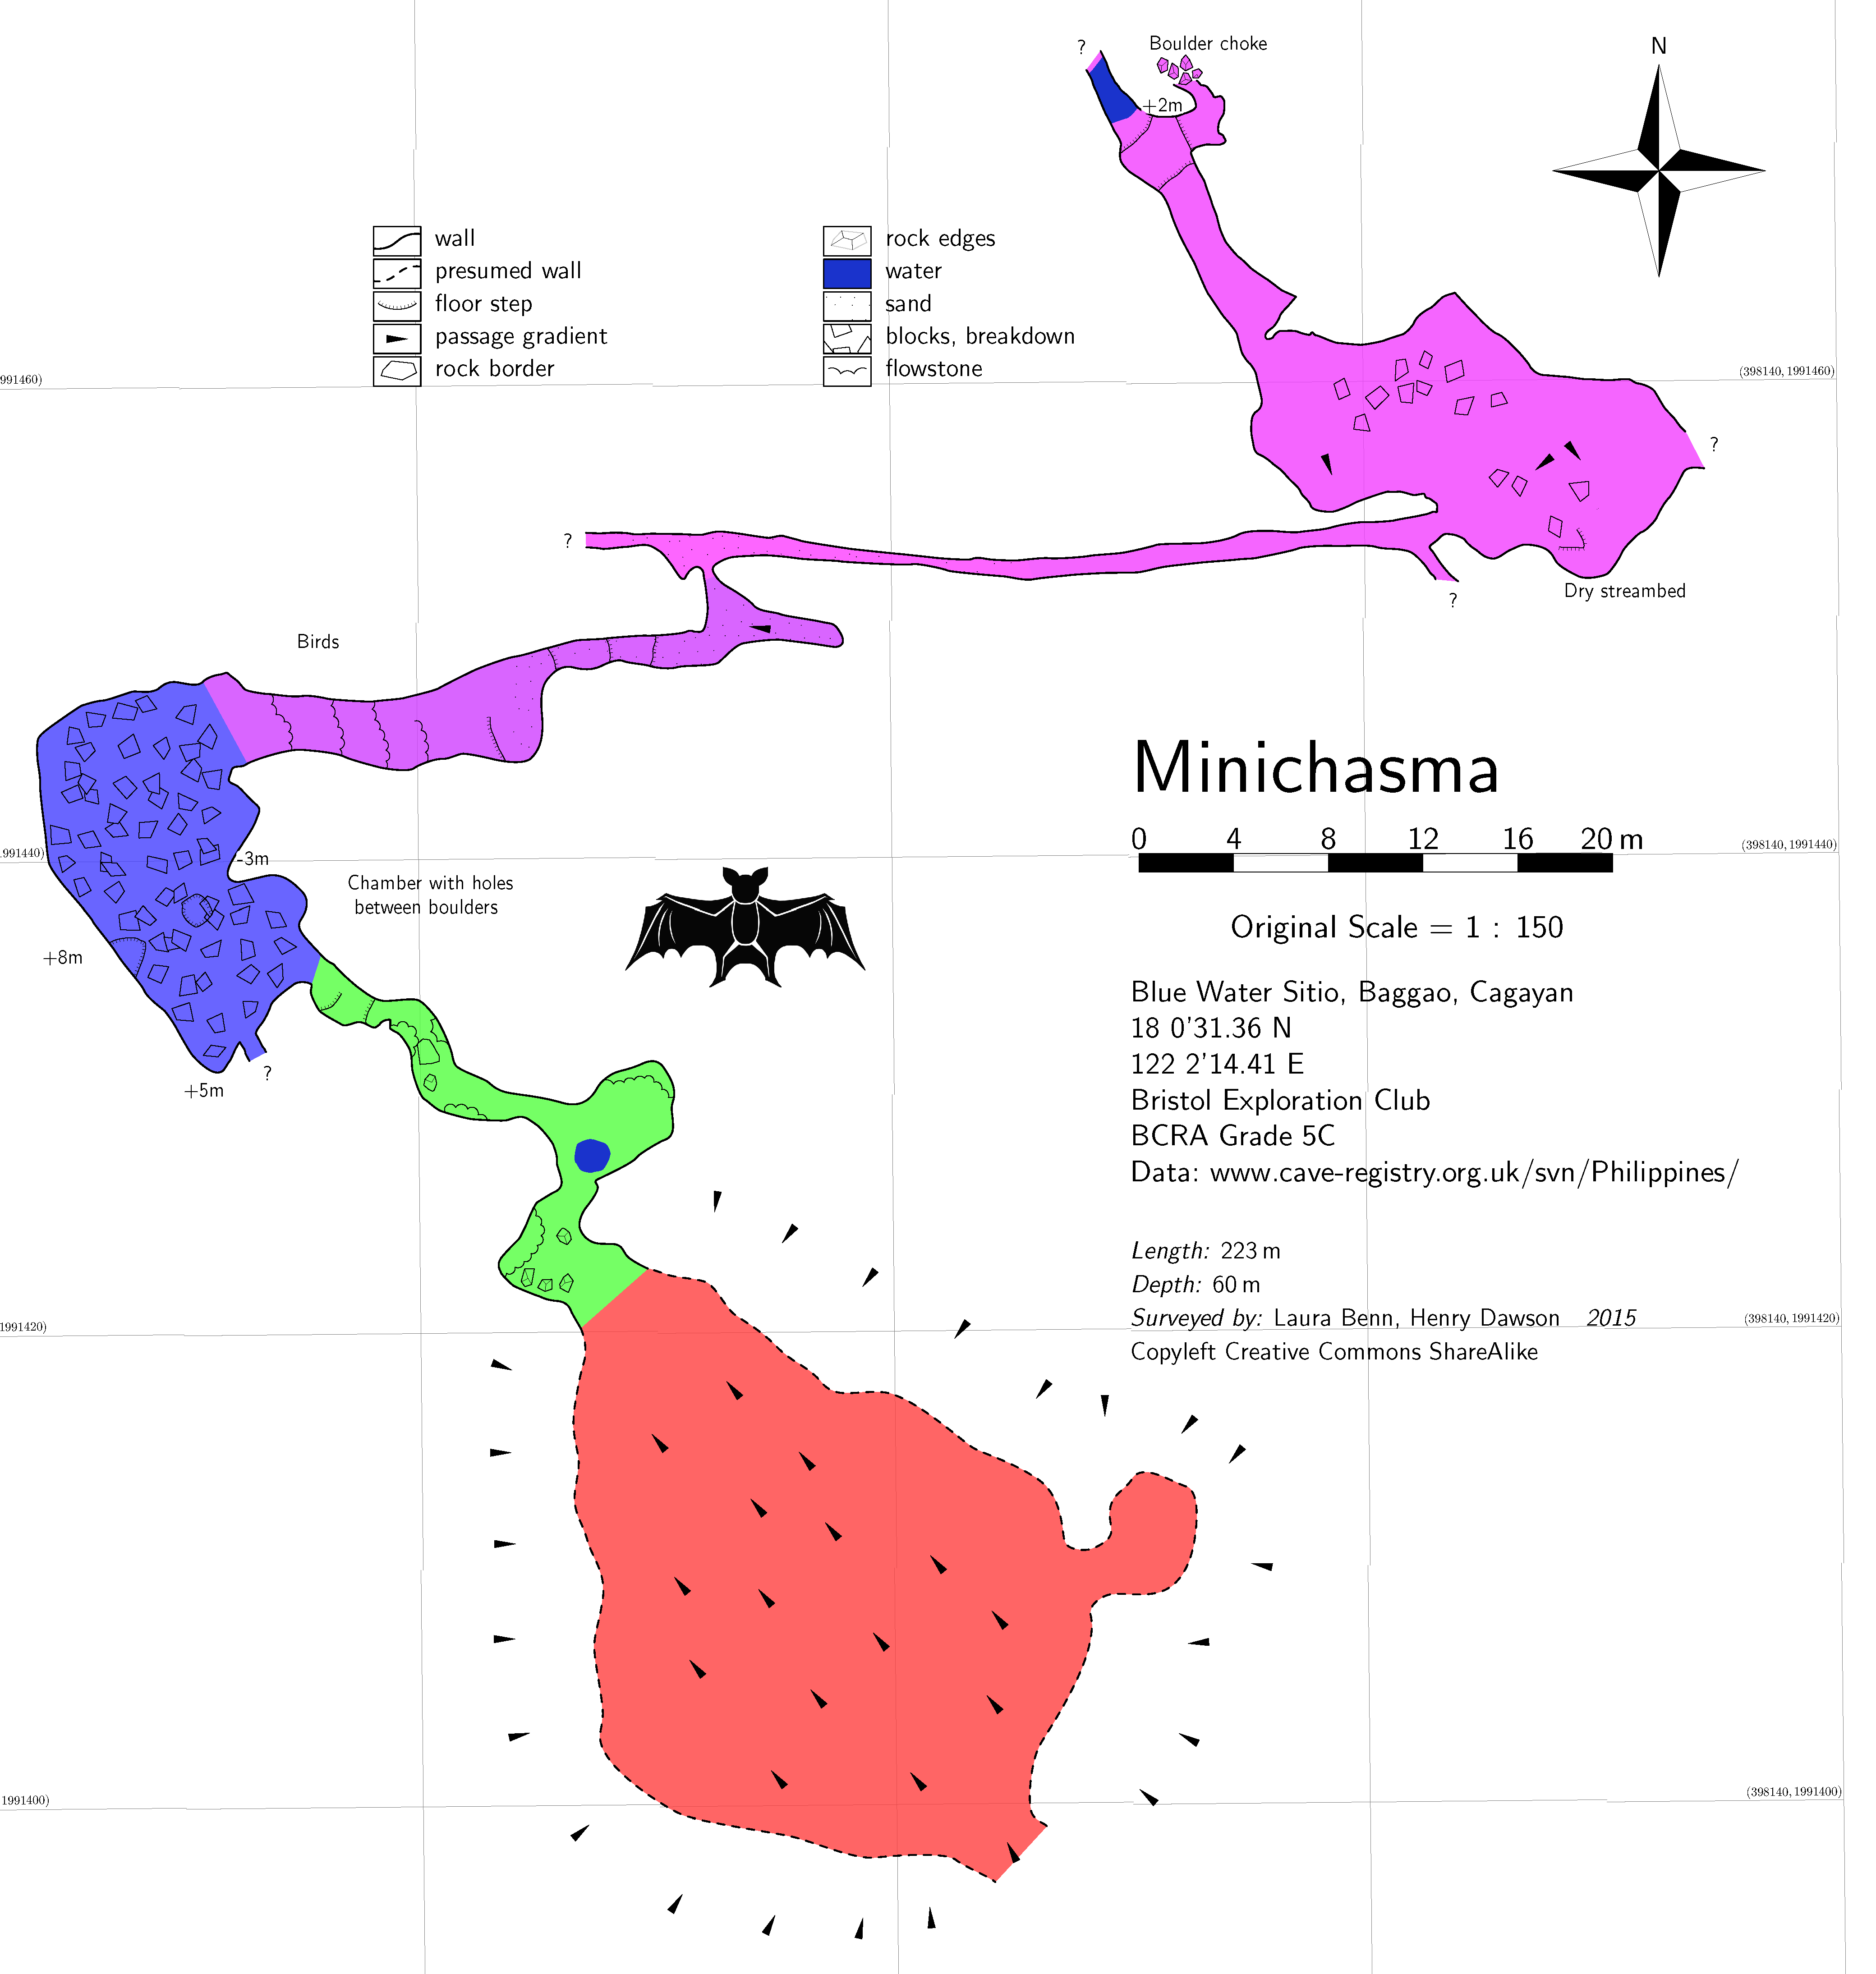 ?
Boulder choke
N
+2m
wall
presumed wall
floor step
passage gradient
rock border
rock edges
water
sand
blocks, breakdown
flowstone
991460)
(398140, 1991460)
?
?
?
Dry streambed
Birds
Minichasma
0 4 8 12 16 20 m
991440)
(398140, 1991440)
-3m
Chamber with holes
between boulders
Original Scale = 1 : 150
+8m
Blue Water Sitio, Baggao, Cagayan
18 0'31.36 N
122 2'14.41 E
Bristol Exploration Club
BCRA Grade 5C
Data: www.cave-registry.org.uk/svn/Philippines/
?
+5m
Length: 223 m
Depth: 60 m
Surveyed by: Laura Benn, Henry Dawson 2015
Copyleft Creative Commons ShareAlike
1991420)
(398140, 1991420)
1991400)
(398140, 1991400)